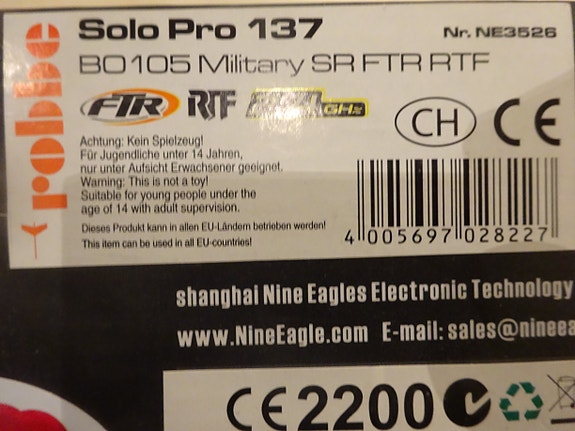 robbe
Solo Pro 137 Nr. NE3526
BO105 Military SR FTR RTF
FTR RTF GHz CH CE
Achtung: Kein Spielzeug!
Für Jugendliche unter 14 Jahren,
nur unter Aufsicht Erwachsener geeignet.
Warning: This is not a toy!
Suitable for young people under the
age of 14 with adult supervision.
Dieses Produkt kann in allen EU-Ländern betrieben werden!
This item can be used in all EU-countries!
4 005697 028227
shanghai Nine Eagles Electronic Technology
www.NineEagle.com E-mail: sales@nineea
CE2200